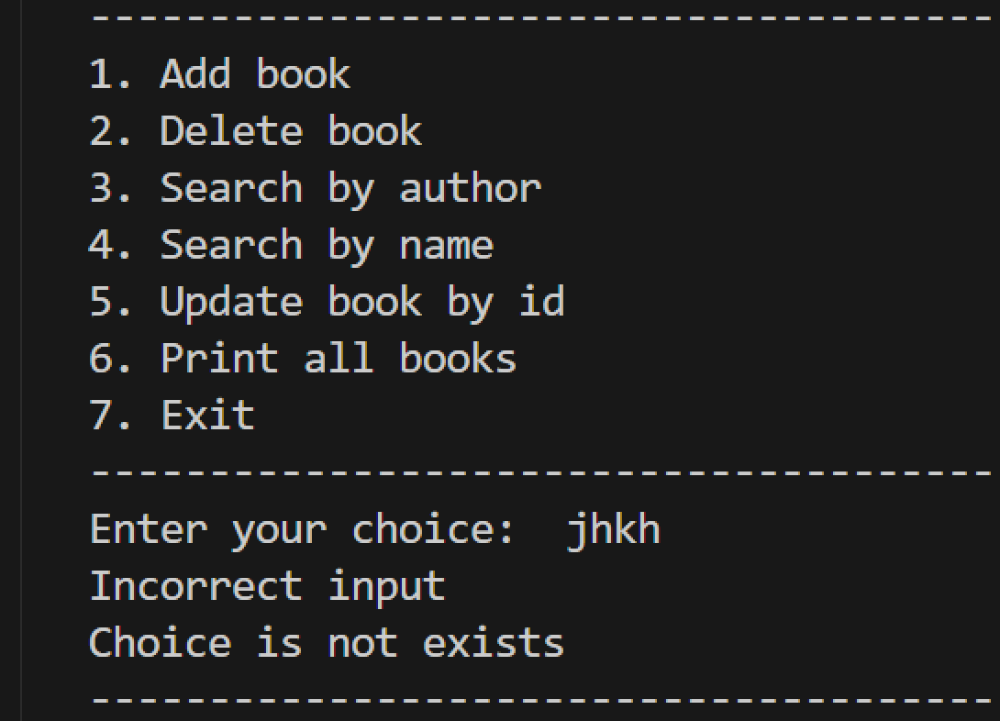 --------------------------------------
1. Add book
2. Delete book
3. Search by author
4. Search by name
5. Update book by id
6. Print all books
7. Exit
--------------------------------------
Enter your choice:  jhkh
Incorrect input
Choice is not exists
--------------------------------------